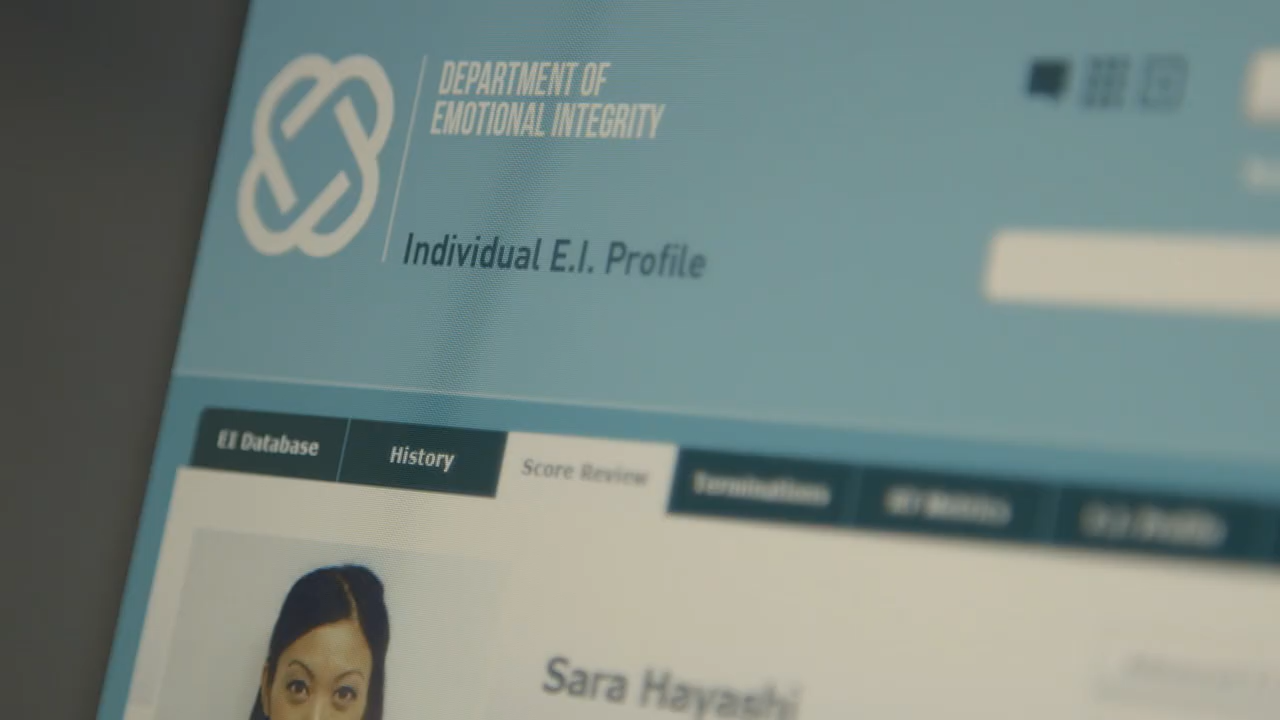 DEPARTMENT OF
EMOTIONAL INTEGRITY
Individual E.I. Profile
EI Database
History
Score Review
Terminations
Sara Hayashi